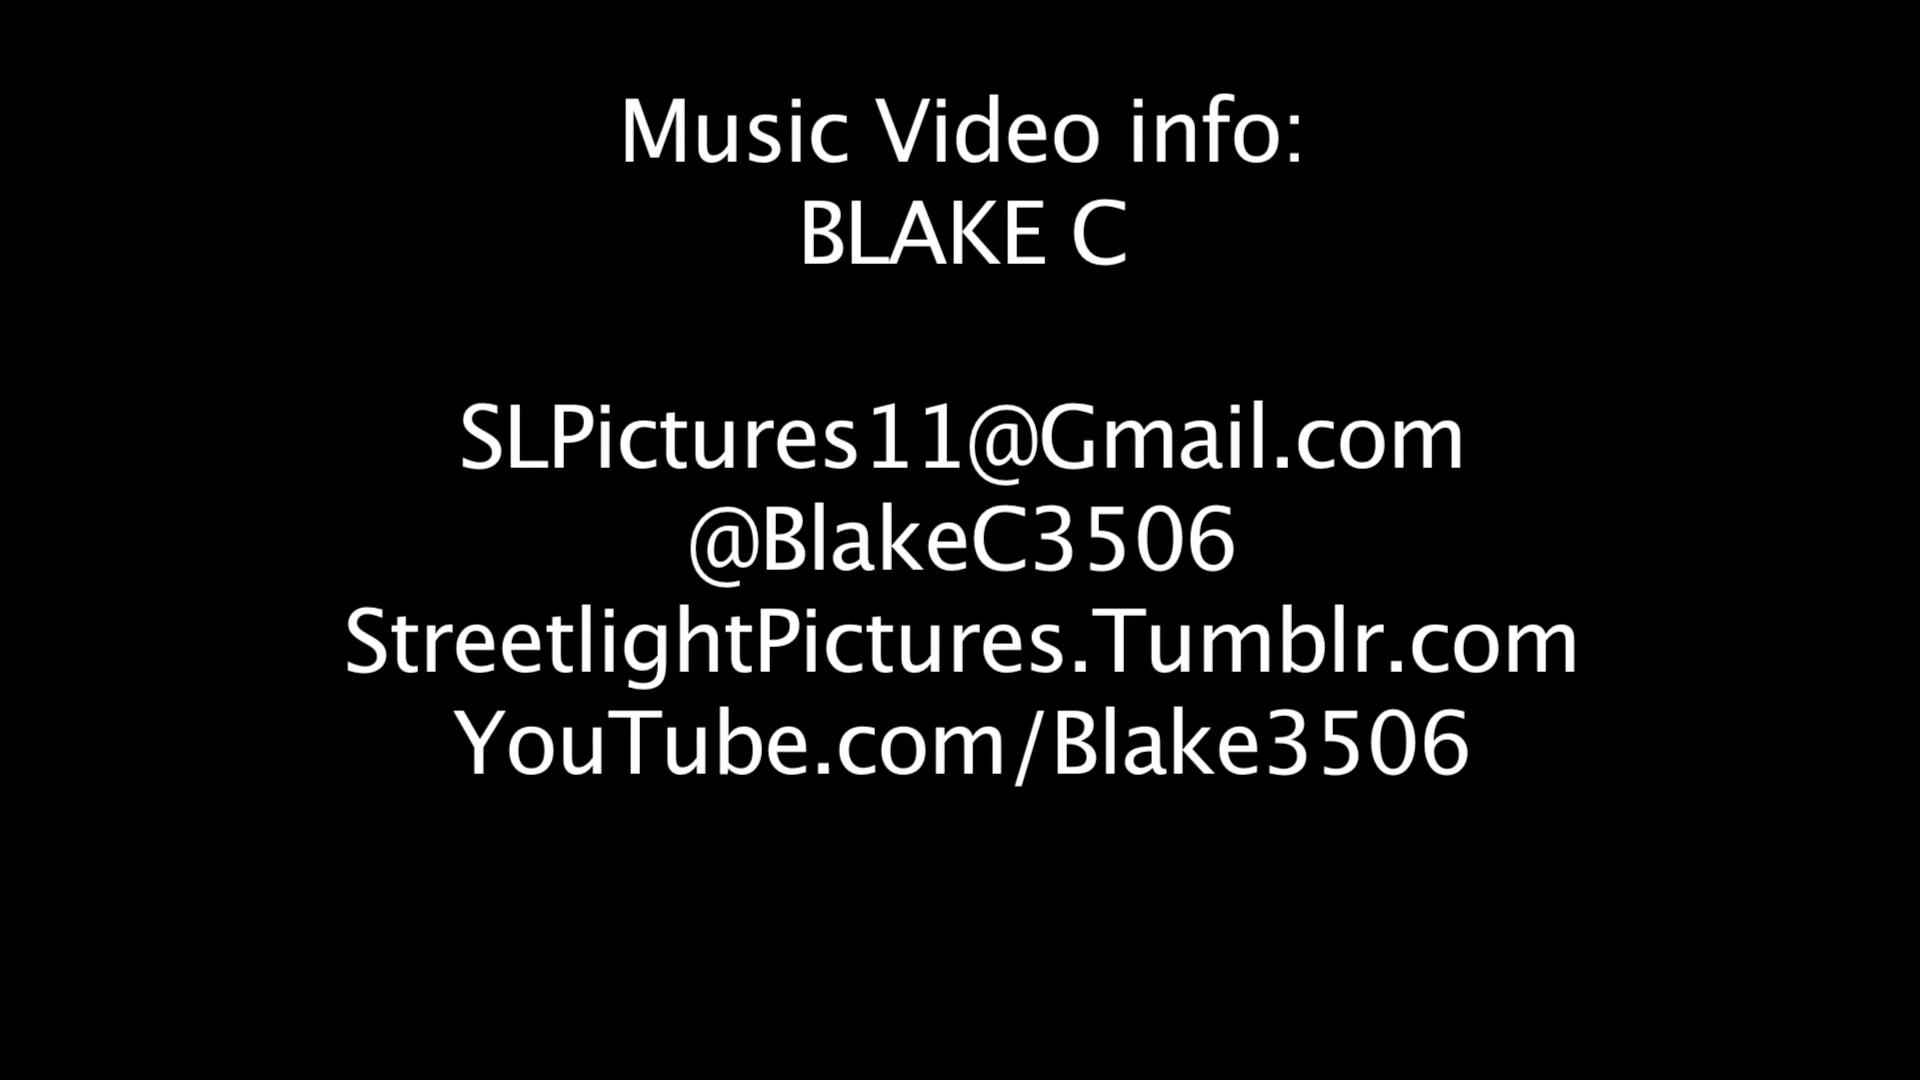 Music Video info:
BLAKE C
SLPictures11@Gmail.com
@BlakeC3506
StreetlightPictures.Tumblr.com
YouTube.com/Blake3506